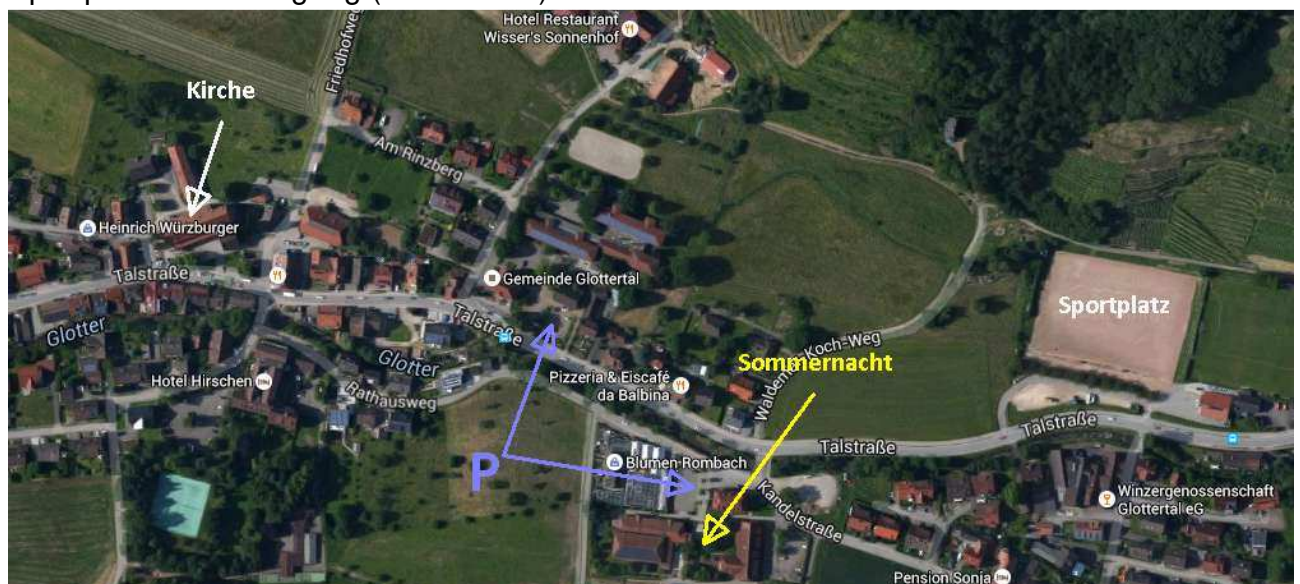 Hotel Restaurant
Wisser's Sonnenhof
Friedhofweg
Kirche
Am Rinzberg
Heinrich Würzburger
Talstraße
Gemeinde Glottertal
Sportplatz
Glotter
Talstraße
Glotter
Sommernacht
Waldemar-Koch-Weg
Hotel Hirschen
Rathausweg
Pizzeria & Eiscafé
da Balbina
Talstraße
Talstraße
P
Blumen Rombach
Kandelstraße
Winzergenossenschaft
Glottertal eG
Pension Sonja